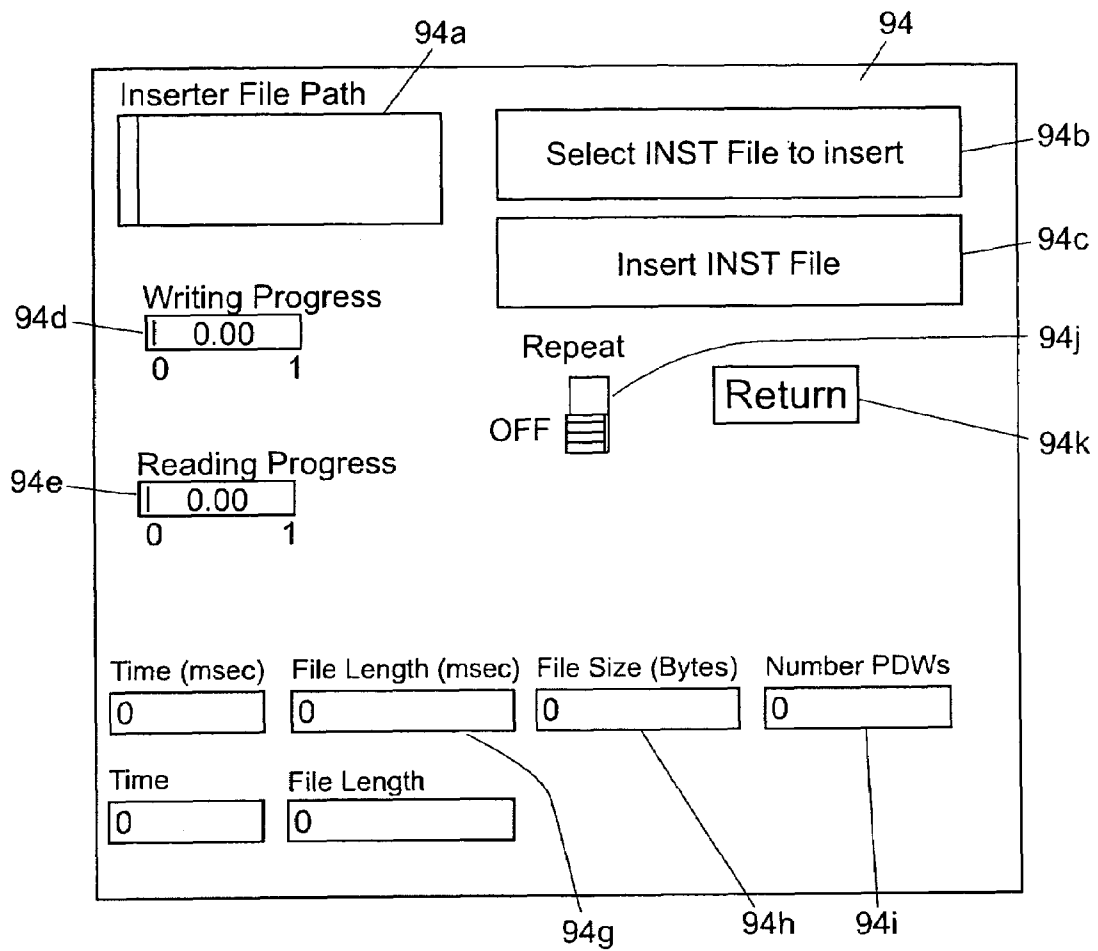 94a
94
Inserter File Path
Select INST File to insert
94b
Insert INST File
94c
Writing Progress
94d
0.00
0 1
Repeat
94j
OFF
Return
94k
Reading Progress
94e
0.00
0 1
Time (msec) File Length (msec) File Size (Bytes) Number PDWs
0 0 0 0
Time File Length
0 0
94g 94h 94i